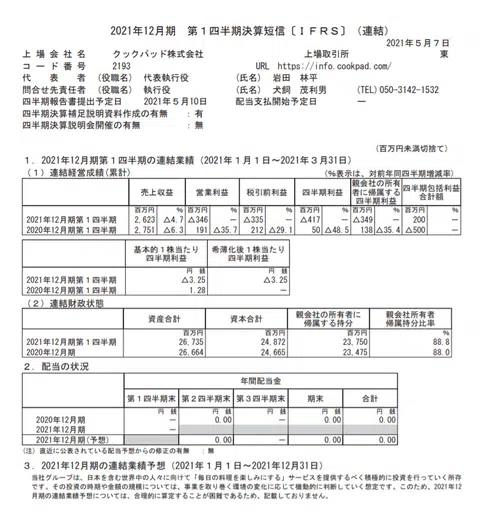 2021年12月期 第1四半期決算短信〔ＩＦＲＳ〕(連結)
2021年5月7日
上場会社名 クックパッド株式会社 上場取引所 東
コード番号 2193 URL https://info.cookpad.com/
代表者 (役職名) 代表執行役 (氏名) 岩田 林平
問合せ先責任者 (役職名) 執行役 (氏名) 犬飼 茂利男 (TEL) 050-3142-1532
四半期報告書提出予定日 2021年5月10日 配当支払開始予定日 ー
四半期決算補足説明資料作成の有無 : 有
四半期決算説明会開催の有無 : 無
(百万円未満切捨て)
1．2021年12月期第1四半期の連結業績（2021年1月1日～2021年3月31日）
（1）連結経営成績(累計) (％表示は、対前年同四半期増減率)
売上収益 営業利益 税引前利益 四半期利益 親会社の所有者に帰属する四半期利益 四半期包括利益合計額
百万円 % 百万円 % 百万円 % 百万円 % 百万円 % 百万円 %
2021年12月期第1四半期 2,623 △4.7 △346 － △335 － △417 － △349 － 200 －
2020年12月期第1四半期 2,751 △6.3 191 △35.7 212 △29.1 50 △48.5 138 △35.4 △500 －
基本的1株当たり四半期利益 希薄化後1株当たり四半期利益
円 銭 円 銭
2021年12月期第1四半期 △3.25 △3.25
2020年12月期第1四半期 1.28 －
（2）連結財政状態
資産合計 資本合計 親会社の所有者に帰属する持分 親会社所有者帰属持分比率
百万円 百万円 百万円 %
2021年12月期第1四半期 26,735 24,872 23,750 88.8
2020年12月期 26,664 24,665 23,475 88.0
2．配当の状況
年間配当金
第1四半期末 第2四半期末 第3四半期末 期末 合計
円 銭 円 銭 円 銭 円 銭 円 銭
2020年12月期 － 0.00 － 0.00 0.00
2021年12月期 －
2021年12月期(予想) 0.00 － 0.00 0.00
(注) 直近に公表されている配当予想からの修正の有無 : 無
3．2021年12月期の連結業績予想（2021年1月1日～2021年12月31日）
当社グループは、日本を含む世界中の人々に向けて「毎日の料理を楽しみにする」サービスを提供するべく積極的に投資を行っていく所存
です。その投資の時期や金額の規模については、事業を取り巻く環境の変化に応じて機動的に判断していく想定です。このため、2021年12
月期の連結業績予想については、合理的に算定することが困難であるため、記載しておりません。